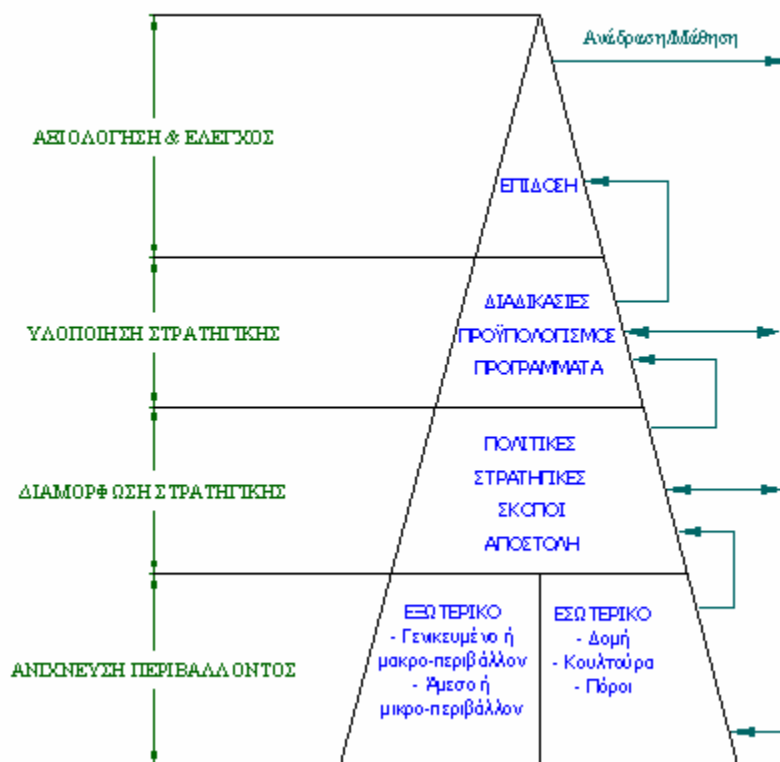 Ανάδραση/Μάθηση
ΑΞΙΟΛΟΓΗΣΗ & ΕΛΕΓΧΟΣ
ΕΠΙΔΟΣΗ
ΔΙΑΔΙΚΑΣΙΕΣ
ΥΛΟΠΟΙΗΣΗ ΣΤΡΑΤΗΓΙΚΗΣ
ΠΡΟΫΠΟΛΟΓΙΣΜΟΣ
ΠΡΟΓΡΑΜΜΑΤΑ
ΠΟΛΙΤΙΚΕΣ
ΣΤΡΑΤΗΓΙΚΕΣ
ΔΙΑΜΟΡΦΩΣΗ ΣΤΡΑΤΗΓΙΚΗΣ
ΣΚΟΠΟΙ
ΑΠΟΣΤΟΛΗ
ΑΝΙΧΝΕΥΣΗ ΠΕΡΙΒΑΛΛΟΝΤΟΣ
ΕΞΩΤΕΡΙΚΟ
- Γενικευμένο ή
μακρο-περιβάλλον
- Άμεσο ή
μικρο-περιβάλλον
ΕΣΩΤΕΡΙΚΟ
- Δομή
- Κουλτούρα
- Πόροι